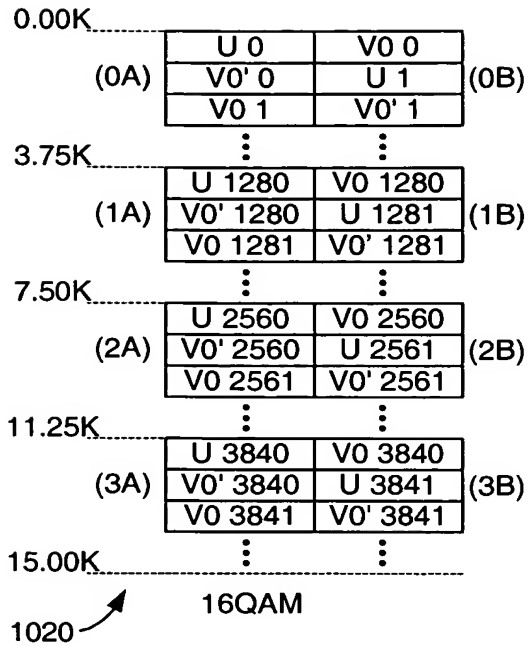 0.00K
U 0 V0 0
(0A) V0' 0 U 1 (0B)
V0 1 V0' 1
3.75K
U 1280 V0 1280
(1A) V0' 1280 U 1281 (1B)
V0 1281 V0' 1281
7.50K
U 2560 V0 2560
(2A) V0' 2560 U 2561 (2B)
V0 2561 V0' 2561
11.25K
U 3840 V0 3840
(3A) V0' 3840 U 3841 (3B)
V0 3841 V0' 3841
15.00K
16QAM
1020